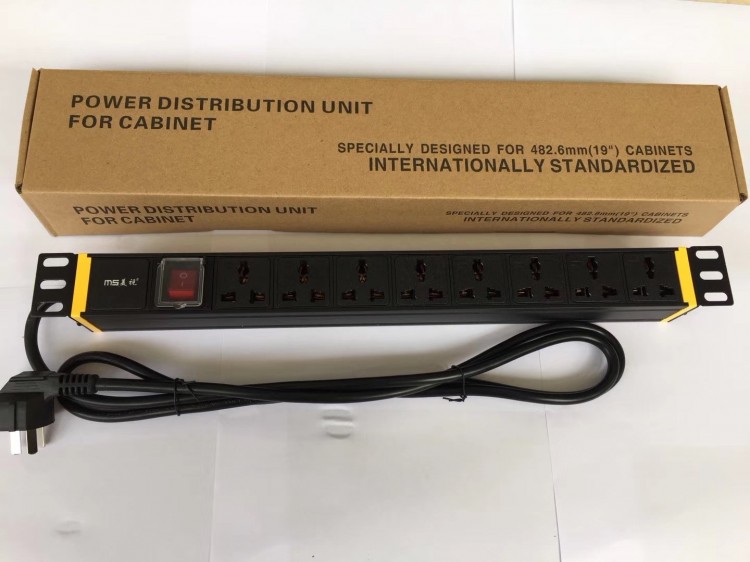 POWER DISTRIBUTION UNIT
FOR CABINET
SPECIALLY DESIGNED FOR 482.6mm(19") CABINETS
INTERNATIONALLY STANDARDIZED
POWER DISTRIBUTION UNIT
FOR CABINET
SPECIALLY DESIGNED FOR 482.6mm(19") CABINETS
INTERNATIONALLY STANDARDIZED
ms